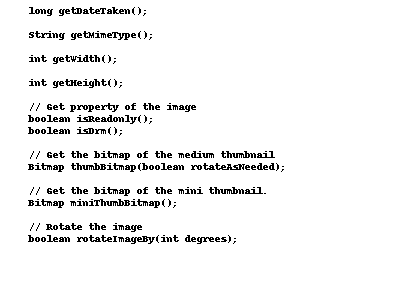 long getDateTaken();
String getMimeType();
int getWidth();
int getHeight();
// Get property of the image
boolean isReadonly();
boolean isDrm();
// Get the bitmap of the medium thumbnail
Bitmap thumbBitmap(boolean rotateAsNeeded);
// Get the bitmap of the mini thumbnail.
Bitmap miniThumbBitmap();
// Rotate the image
boolean rotateImageBy(int degrees);